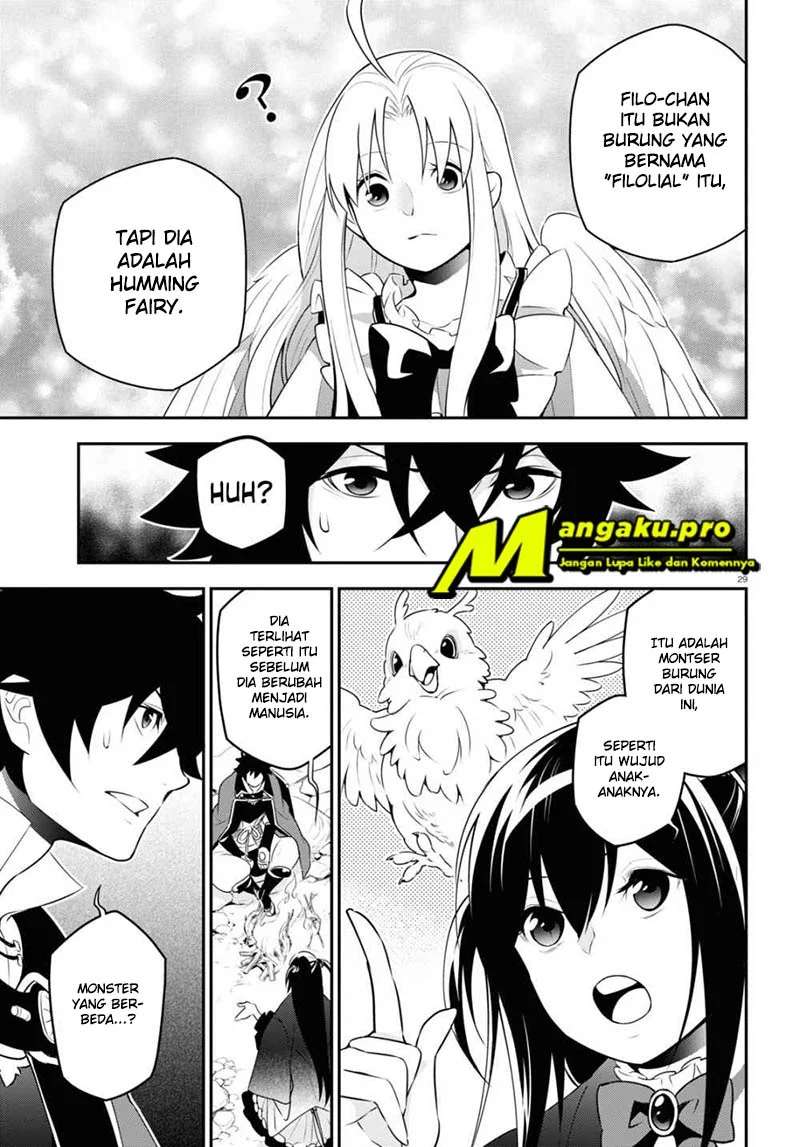 FILO-CHAN
ITU BUKAN
BURUNG YANG
BERNAMA
"FILOLIAL" ITU,
TAPI DIA
ADALAH
HUMMING
FAIRY.
?
HUH?
Mangaku.pro
Jangan Lupa Like dan Komennya
29
ITU ADALAH
MONTSER
BURUNG
DARI DUNIA
INI,
SEPERTI
ITU WUJUD
ANAK-
ANAKNYA.
DIA
TERLIHAT
SEPERTI ITU
SEBELUM
DIA BERUBAH
MENJADI
MANUSIA.
MONSTER
YANG BER-
BEDA...?